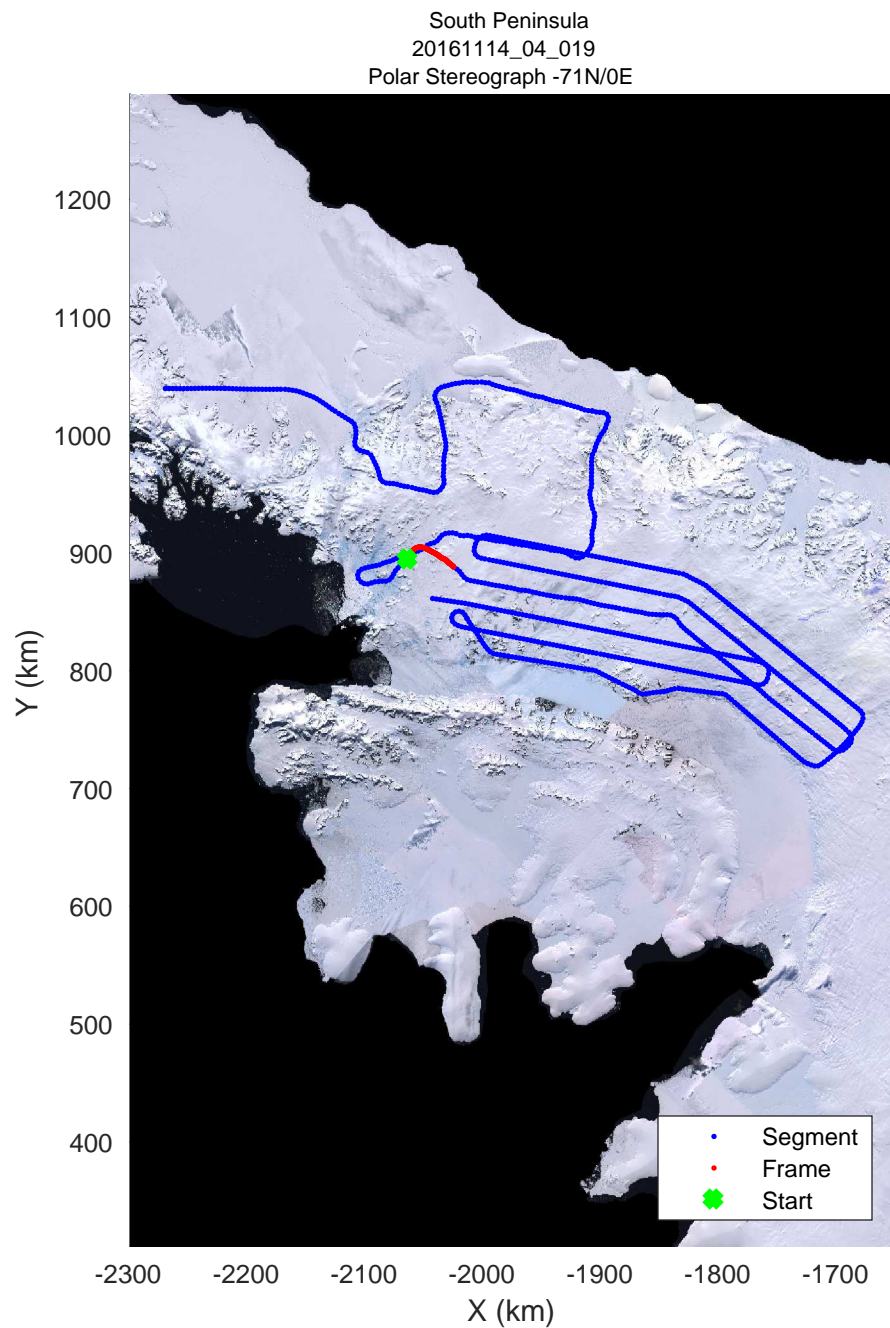 South Peninsula
20161114_04_019
Polar Stereograph -71N/0E
1200
1100
1000
900
800
700
600
500
400
Y (km)
Segment
Frame
Start
-2300 -2200 -2100 -2000 -1900 -1800 -1700
X (km)